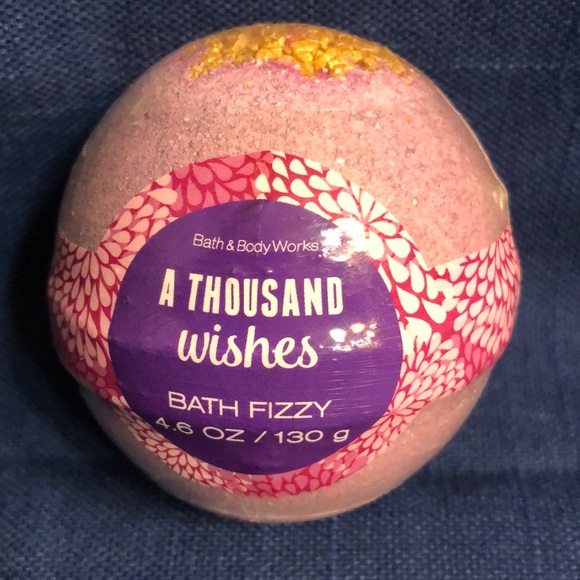 Bath & Body Works
A THOUSAND
wishes
BATH FIZZY
4.6 OZ / 130 g